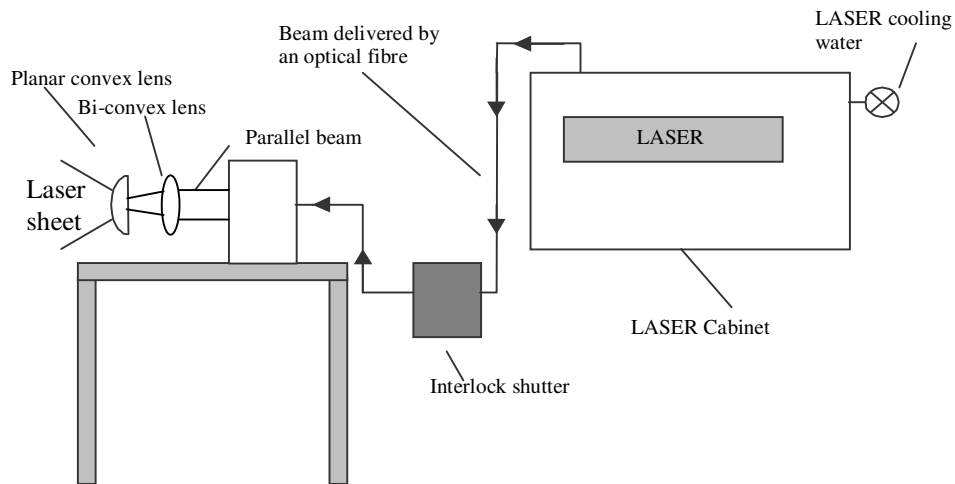 LASER cooling
water
Beam delivered by
an optical fibre
Planar convex lens
Bi-convex lens
Parallel beam
LASER
Laser
sheet
LASER Cabinet
Interlock shutter